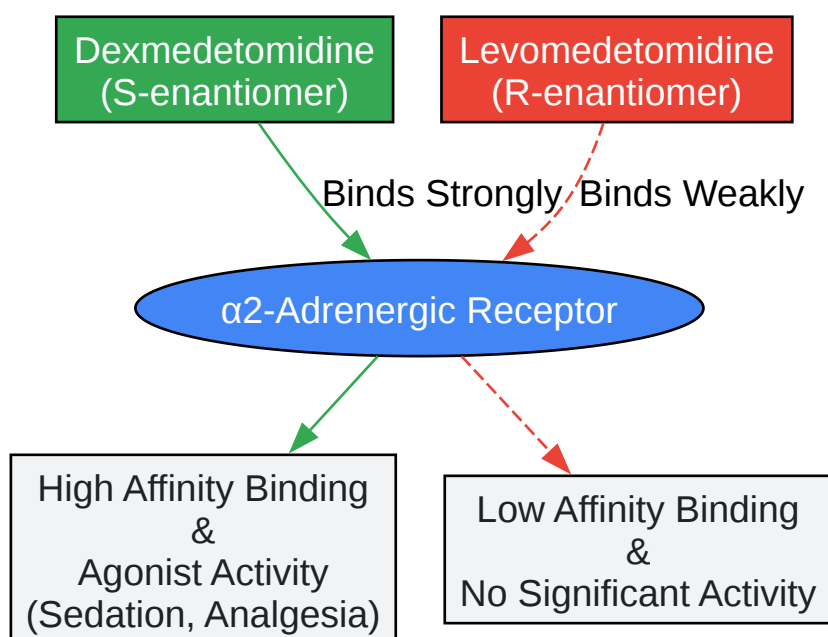 Dexmedetomidine
(S-enantiomer)
Levomedetomidine
(R-enantiomer)
Binds Strongly
Binds Weakly
α2-Adrenergic Receptor
High Affinity Binding
&
Agonist Activity
(Sedation, Analgesia)
Low Affinity Binding
&
No Significant Activity